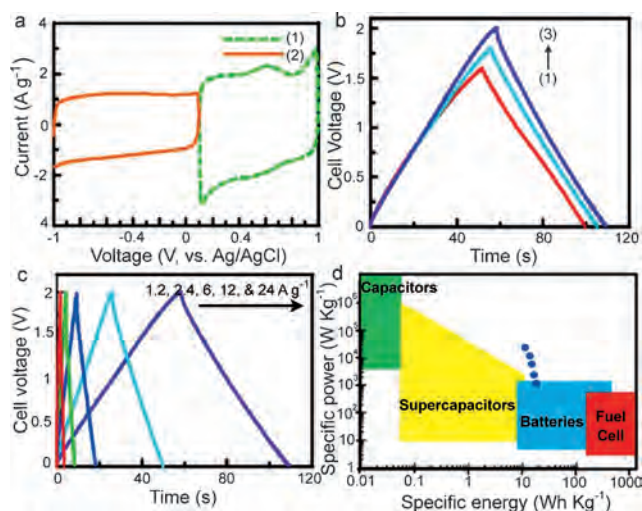 a
(1)
(2)
4
2
0
-2
4
-1
-0.4
0
0.4
1
Current (A g⁻¹)
Voltage (V, vs. Ag/AgCl)
b
(3)
(1)
2
1.5
1
0.5
0
0
40
80
120
Cell Voltage (V)
Time (s)
c
1.2, 2.4, 6, 12, & 24 A g⁻¹
2
1.5
1
0.5
0
0
20
40
60
80
100
120
Cell voltage (V)
Time (s)
d
Capacitors
Supercapacitors
Batteries
Fuel
Cell
10⁶
10⁵
10⁴
10³
10²
10
1
0.01
0.1
1
10
100
1000
Specific power (W Kg⁻¹)
Specific energy (Wh Kg⁻¹)